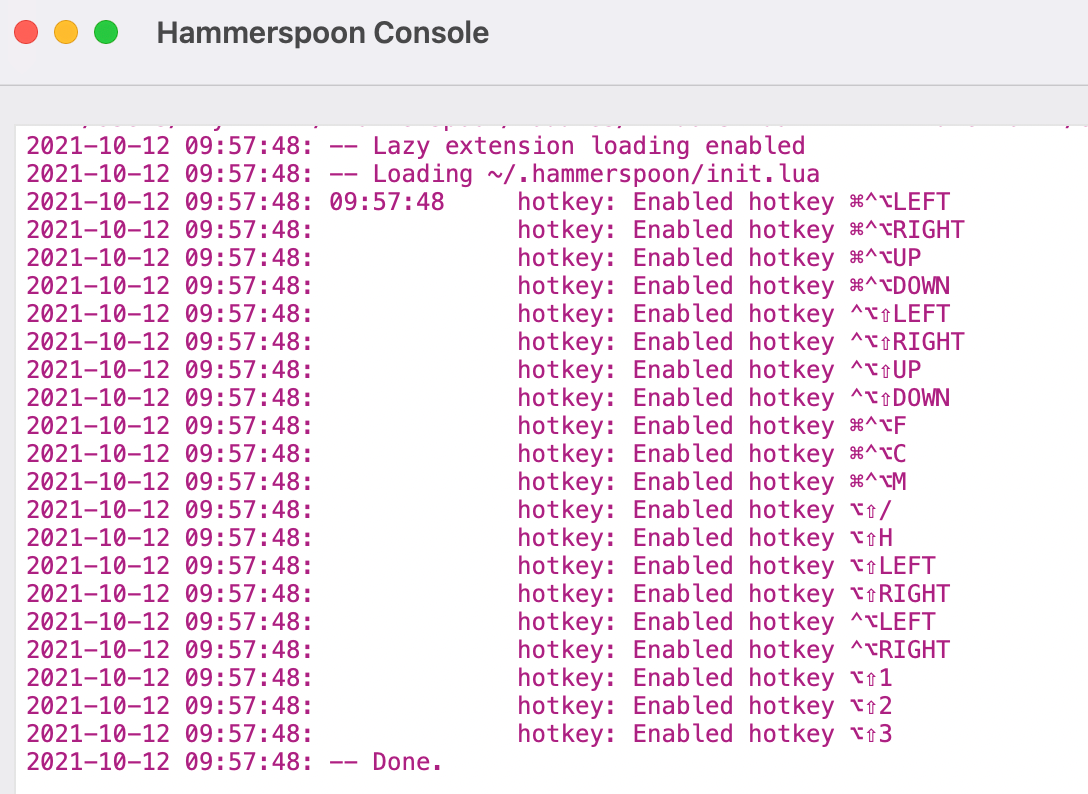 Hammerspoon Console
2021-10-12 09:57:48: -- Lazy extension loading enabled
2021-10-12 09:57:48: -- Loading ~/.hammerspoon/init.lua
2021-10-12 09:57:48: 09:57:48     hotkey: Enabled hotkey ⌘^⌥LEFT
2021-10-12 09:57:48:              hotkey: Enabled hotkey ⌘^⌥RIGHT
2021-10-12 09:57:48:              hotkey: Enabled hotkey ⌘^⌥UP
2021-10-12 09:57:48:              hotkey: Enabled hotkey ⌘^⌥DOWN
2021-10-12 09:57:48:              hotkey: Enabled hotkey ^⌥⇧LEFT
2021-10-12 09:57:48:              hotkey: Enabled hotkey ^⌥⇧RIGHT
2021-10-12 09:57:48:              hotkey: Enabled hotkey ^⌥⇧UP
2021-10-12 09:57:48:              hotkey: Enabled hotkey ^⌥⇧DOWN
2021-10-12 09:57:48:              hotkey: Enabled hotkey ⌘^⌥F
2021-10-12 09:57:48:              hotkey: Enabled hotkey ⌘^⌥C
2021-10-12 09:57:48:              hotkey: Enabled hotkey ⌘^⌥M
2021-10-12 09:57:48:              hotkey: Enabled hotkey ⌥⇧/
2021-10-12 09:57:48:              hotkey: Enabled hotkey ⌥⇧H
2021-10-12 09:57:48:              hotkey: Enabled hotkey ⌥⇧LEFT
2021-10-12 09:57:48:              hotkey: Enabled hotkey ⌥⇧RIGHT
2021-10-12 09:57:48:              hotkey: Enabled hotkey ^⌥LEFT
2021-10-12 09:57:48:              hotkey: Enabled hotkey ^⌥RIGHT
2021-10-12 09:57:48:              hotkey: Enabled hotkey ⌥⇧1
2021-10-12 09:57:48:              hotkey: Enabled hotkey ⌥⇧2
2021-10-12 09:57:48:              hotkey: Enabled hotkey ⌥⇧3
2021-10-12 09:57:48: -- Done.